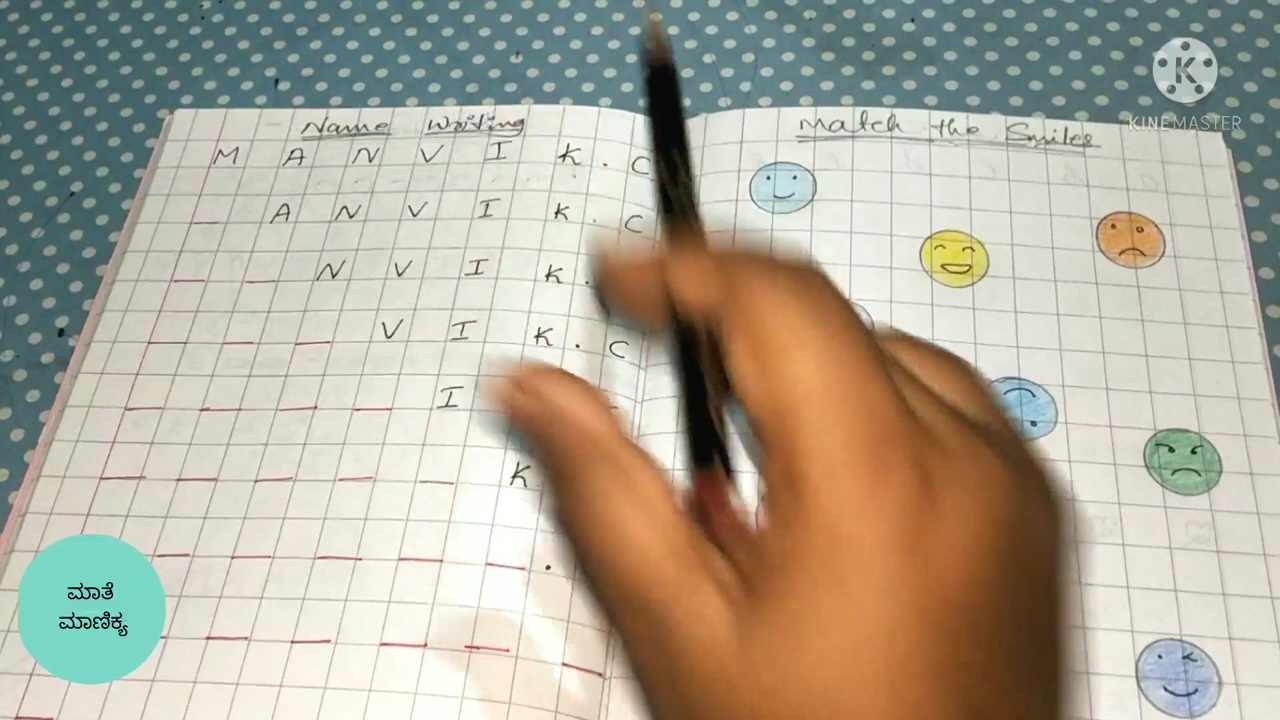 Name Writing
M A N V I K . C
_ A N V I K . C
_ _ N V I K .
_ _ _ V I K . C
_ _ _ _ I
_ _ _ _ _ K
_ _ _ _ _ .
_ _ _ _ _
Match the Smiles
KINEMASTER
K
ಮಾತೆ
ಮಾಣಿಕ್ಯ